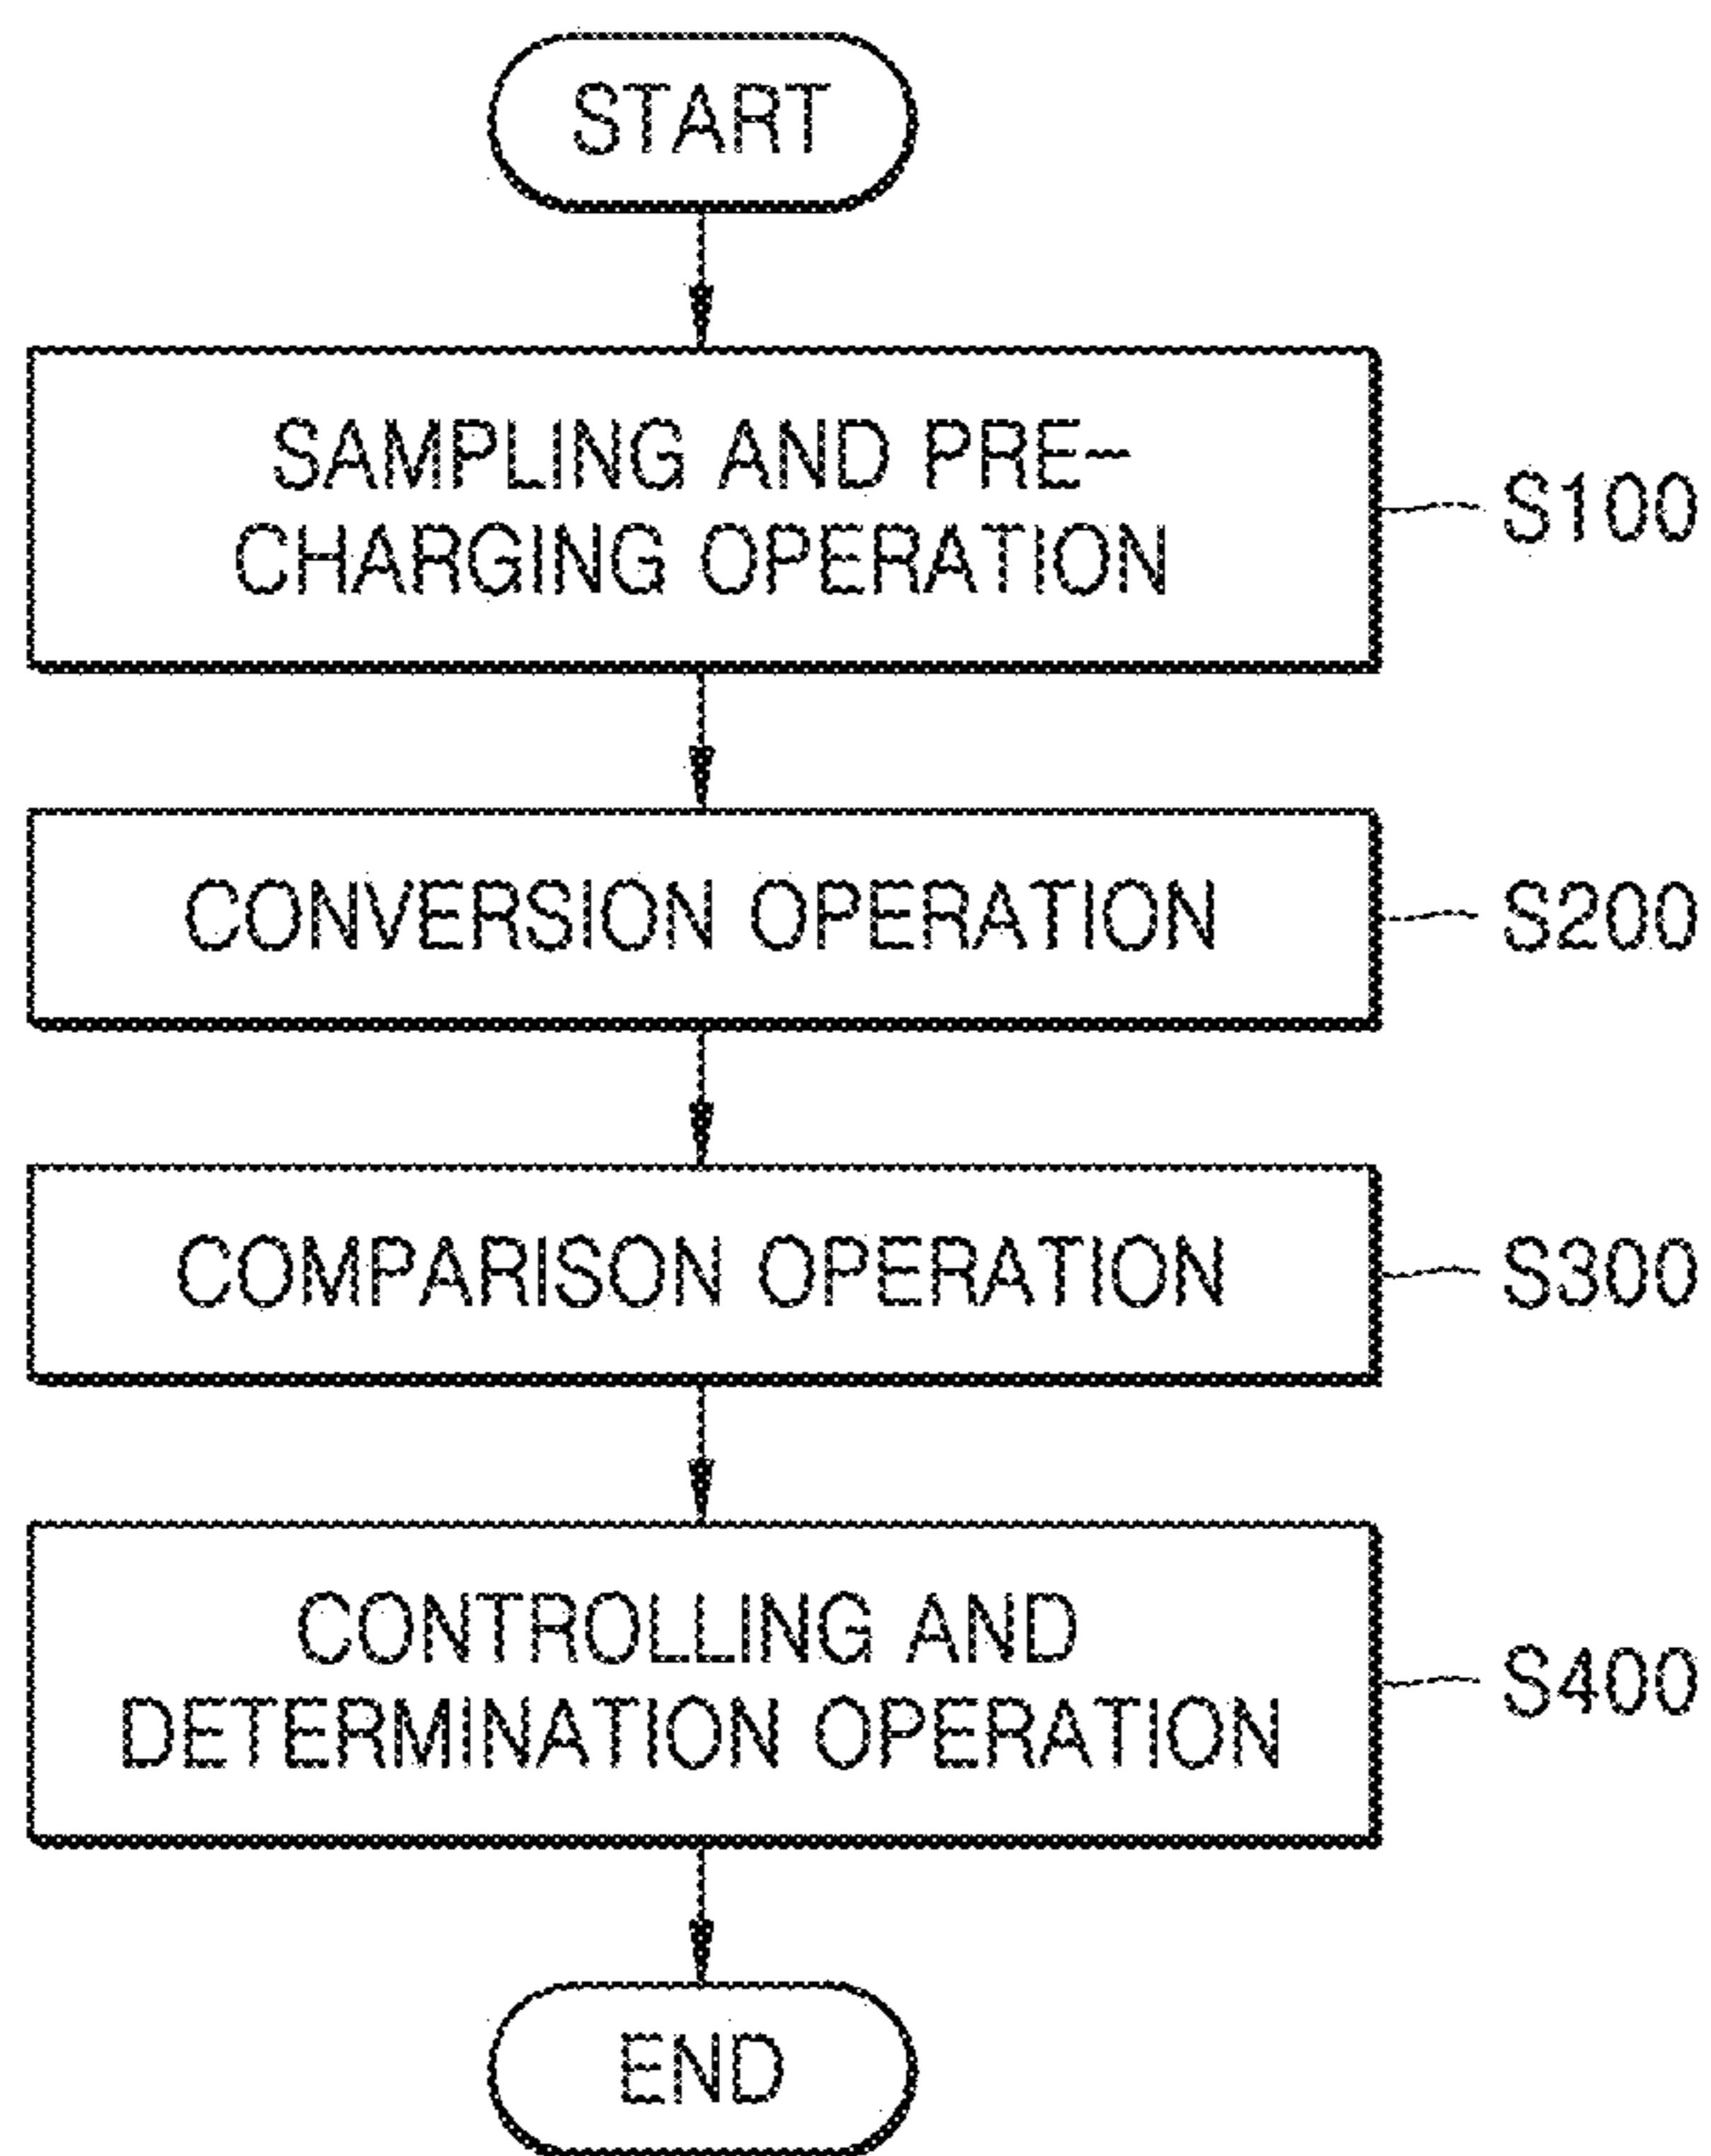 START
SAMPLING AND PRE-
CHARGING OPERATION
S100
CONVERSION OPERATION
S200
COMPARISON OPERATION
S300
CONTROLLING AND
DETERMINATION OPERATION
S400
END